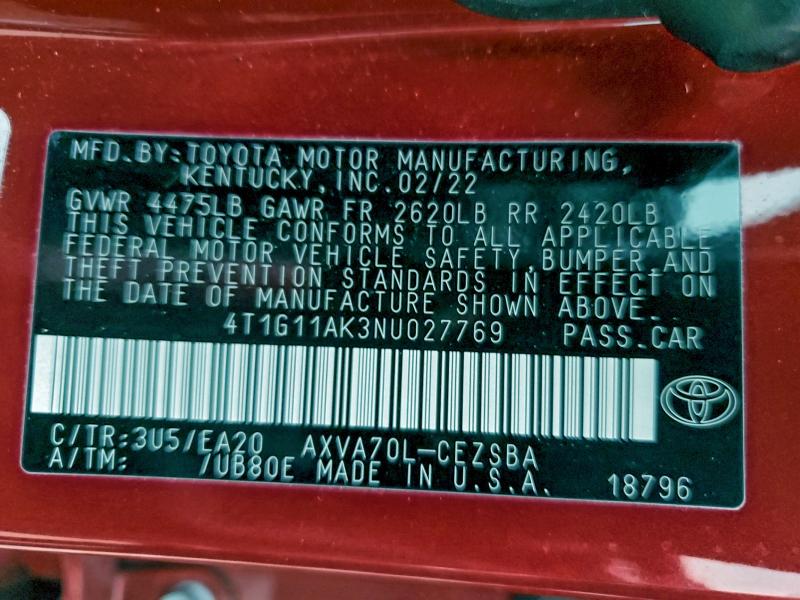 MFD.BY:TOYOTA MOTOR MANUFACTURING,
KENTUCKY, INC.02/22
GVWR 4475LB GAWR FR 2620LB RR 2420LB
THIS VEHICLE CONFORMS TO ALL APPLICABLE
FEDERAL MOTOR VEHICLE SAFETY,BUMPER,AND
THEFT PREVENTION STANDARDS IN EFFECT ON
THE DATE OF MANUFACTURE SHOWN ABOVE.
4T1G11AK3NU027769 PASS.CAR
C/TR:3U5/EA20 AXVA70L-CEZSBA
A/TM: /UB80E MADE IN U.S.A. 18796